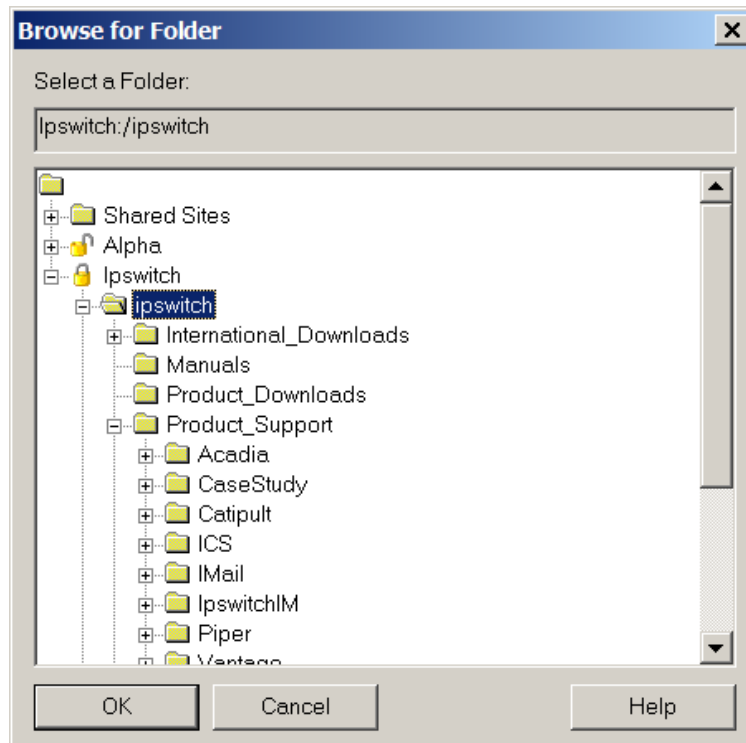 Browse for Folder
Select a Folder:
Ipswitch:/ipswitch
Shared Sites
Alpha
Ipswitch
ipswitch
International_Downloads
Manuals
Product_Downloads
Product_Support
Acadia
CaseStudy
Catipult
ICS
IMail
IpswitchIM
Piper
OK Cancel Help